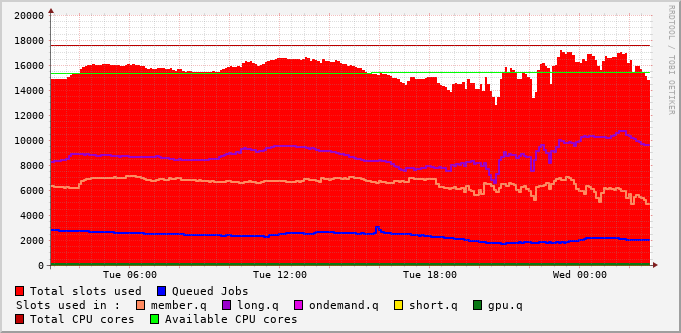 20000
18000
16000
14000
12000
10000
8000
6000
4000
2000
0
Tue 06:00 Tue 12:00 Tue 18:00 Wed 00:00
Total slots used Queued Jobs
Slots used in : member.q long.q ondemand.q short.q gpu.q
Total CPU cores Available CPU cores
RRDTOOL / TOBI OETIKER